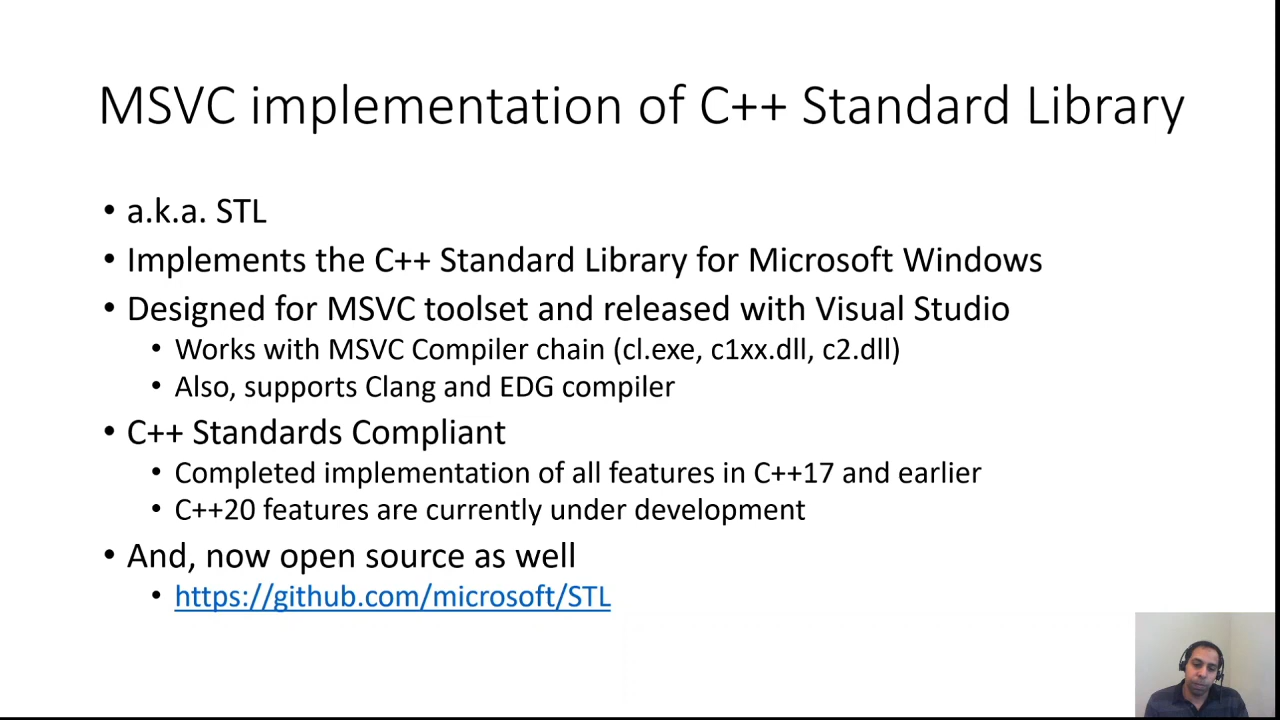 MSVC implementation of C++ Standard Library
• a.k.a. STL
• Implements the C++ Standard Library for Microsoft Windows
• Designed for MSVC toolset and released with Visual Studio
• Works with MSVC Compiler chain (cl.exe, c1xx.dll, c2.dll)
• Also, supports Clang and EDG compiler
• C++ Standards Compliant
• Completed implementation of all features in C++17 and earlier
• C++20 features are currently under development
• And, now open source as well
• https://github.com/microsoft/STL